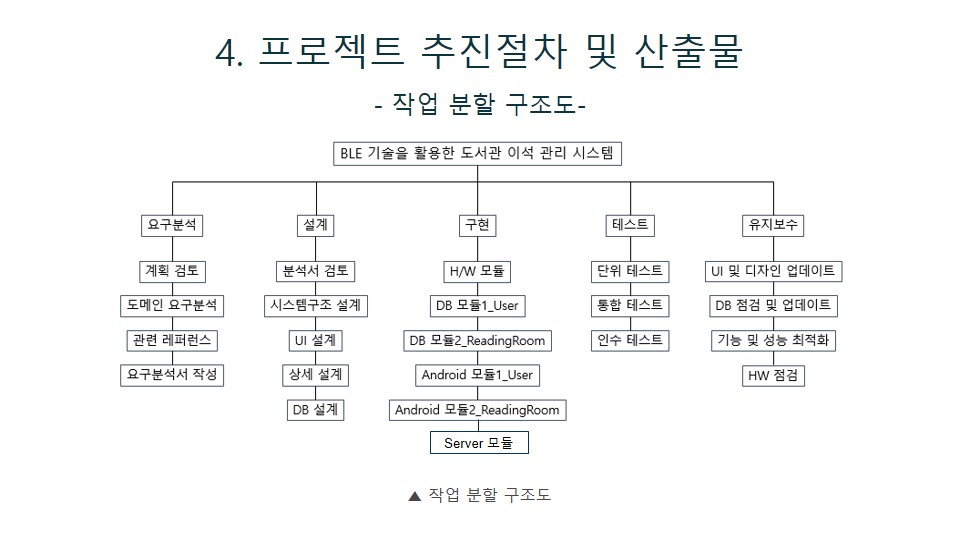 4. 프로젝트 추진절차 및 산출물
- 작업 분할 구조도-
BLE 기술을 활용한 도서관 이석 관리 시스템
요구분석
계획 검토
도메인 요구분석
관련 레퍼런스
요구분석서 작성
설계
분석서 검토
시스템구조 설계
UI 설계
상세 설계
DB 설계
구현
H/W 모듈
DB 모듈1_User
DB 모듈2_ReadingRoom
Android 모듈1_User
Android 모듈2_ReadingRoom
Server 모듈
테스트
단위 테스트
통합 테스트
인수 테스트
유지보수
UI 및 디자인 업데이트
DB 점검 및 업데이트
기능 및 성능 최적화
HW 점검
▲ 작업 분할 구조도